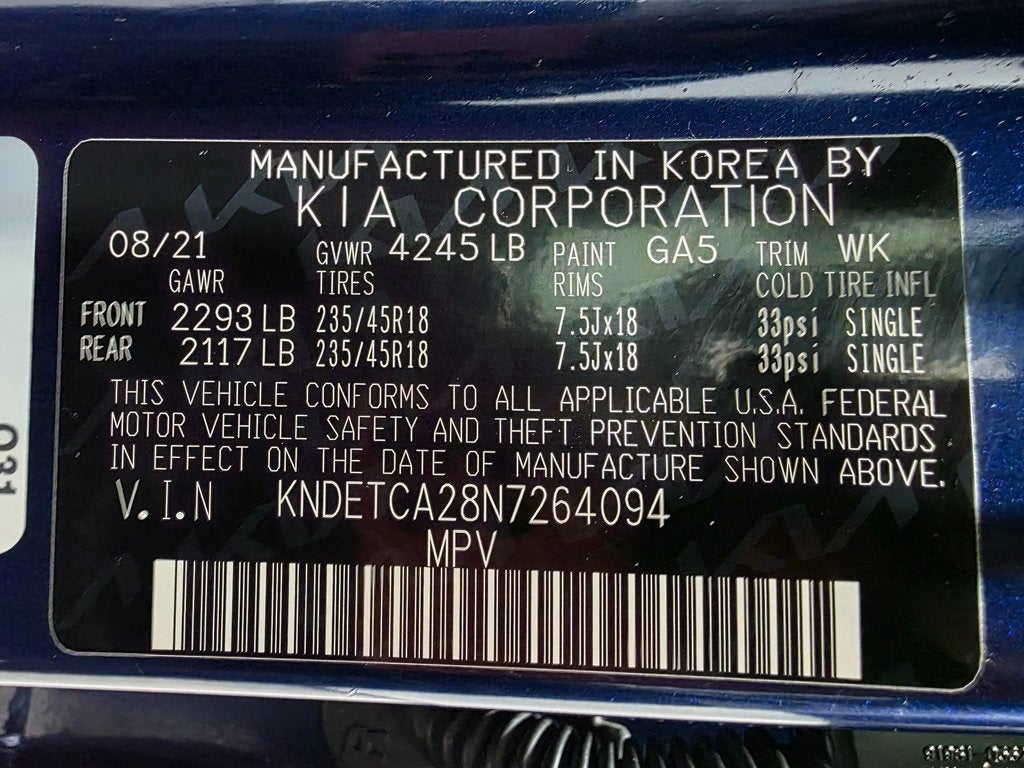 MANUFACTURED IN KOREA BY
KIA CORPORATION
08/21 GVWR 4245 LB PAINT GA5 TRIM WK
GAWR TIRES RIMS COLD TIRE INFL
FRONT 2293 LB 235/45R18 7.5Jx18 33psi SINGLE
REAR 2117 LB 235/45R18 7.5Jx18 33psi SINGLE
THIS VEHICLE CONFORMS TO ALL APPLICABLE U.S.A. FEDERAL
MOTOR VEHICLE SAFETY AND THEFT PREVENTION STANDARDS
IN EFFECT ON THE DATE OF MANUFACTURE SHOWN ABOVE.
V.I.N KNDETCA28N7264094
MPV